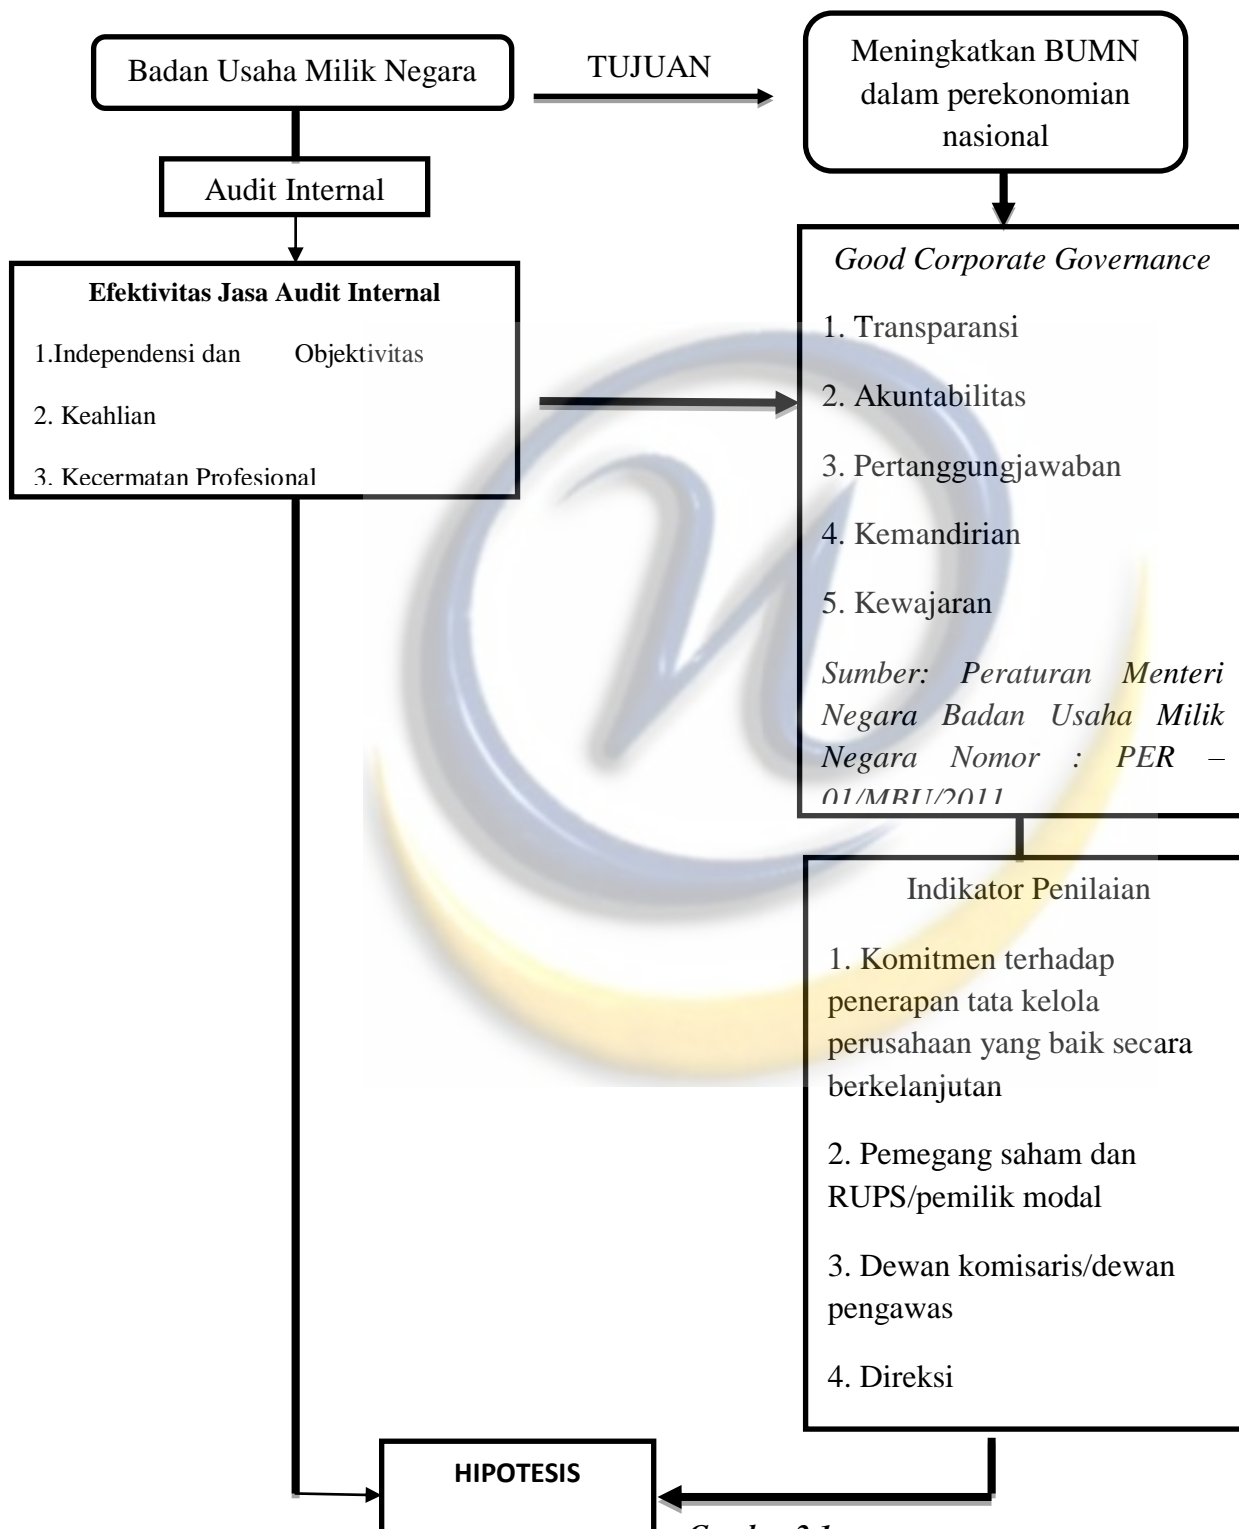 Badan Usaha Milik Negara
TUJUAN
Meningkatkan BUMN
dalam perekonomian
nasional
Audit Internal
Efektivitas Jasa Audit Internal
1.Independensi dan Objektivitas
2. Keahlian
3. Kecermatan Profesional
Good Corporate Governance
1. Transparansi
2. Akuntabilitas
3. Pertanggungjawaban
4. Kemandirian
5. Kewajaran
Sumber: Peraturan Menteri
Negara Badan Usaha Milik
Negara Nomor : PER –
01/MBU/2011
Indikator Penilaian
1. Komitmen terhadap
penerapan tata kelola
perusahaan yang baik secara
berkelanjutan
2. Pemegang saham dan
RUPS/pemilik modal
3. Dewan komisaris/dewan
pengawas
4. Direksi
HIPOTESIS